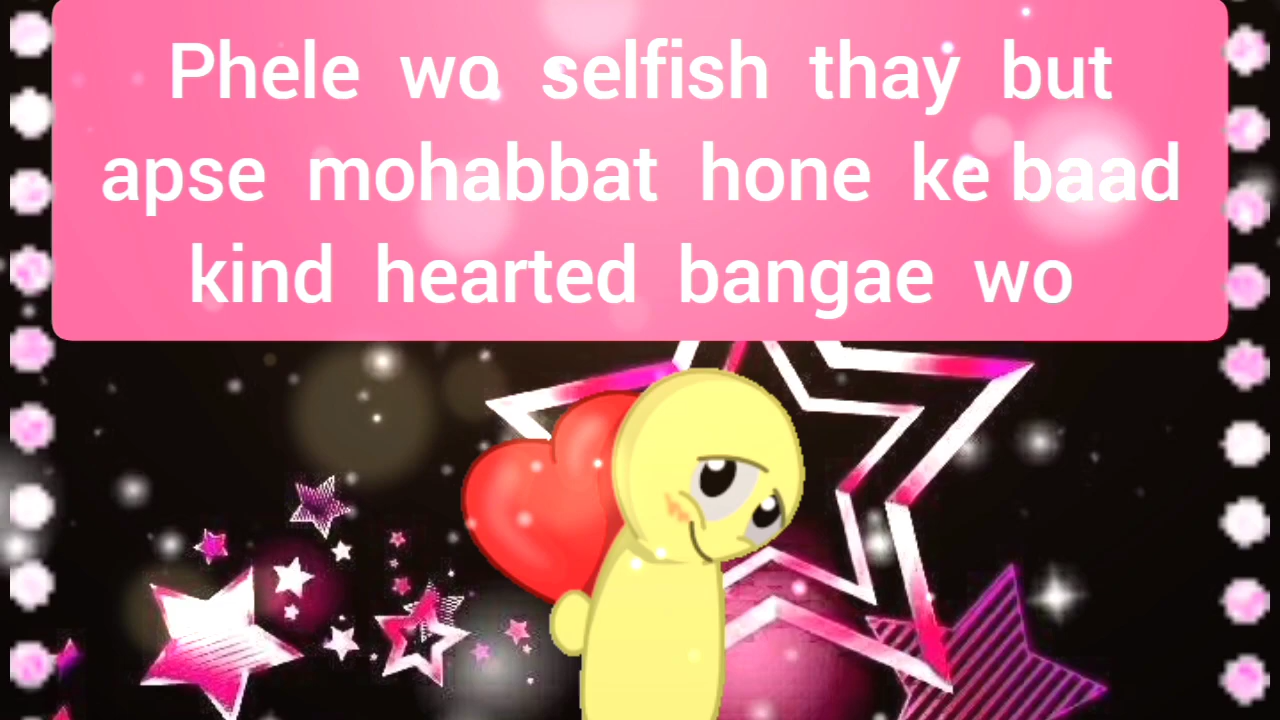 Phele wo selfish thay but
apse mohabbat hone ke baad
kind hearted bangae wo